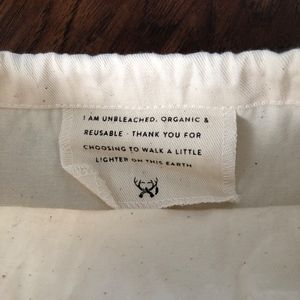 I AM UNBLEACHED, ORGANIC &
REUSABLE · THANK YOU FOR
CHOOSING TO WALK A LITTLE
LIGHTER ON THIS EARTH